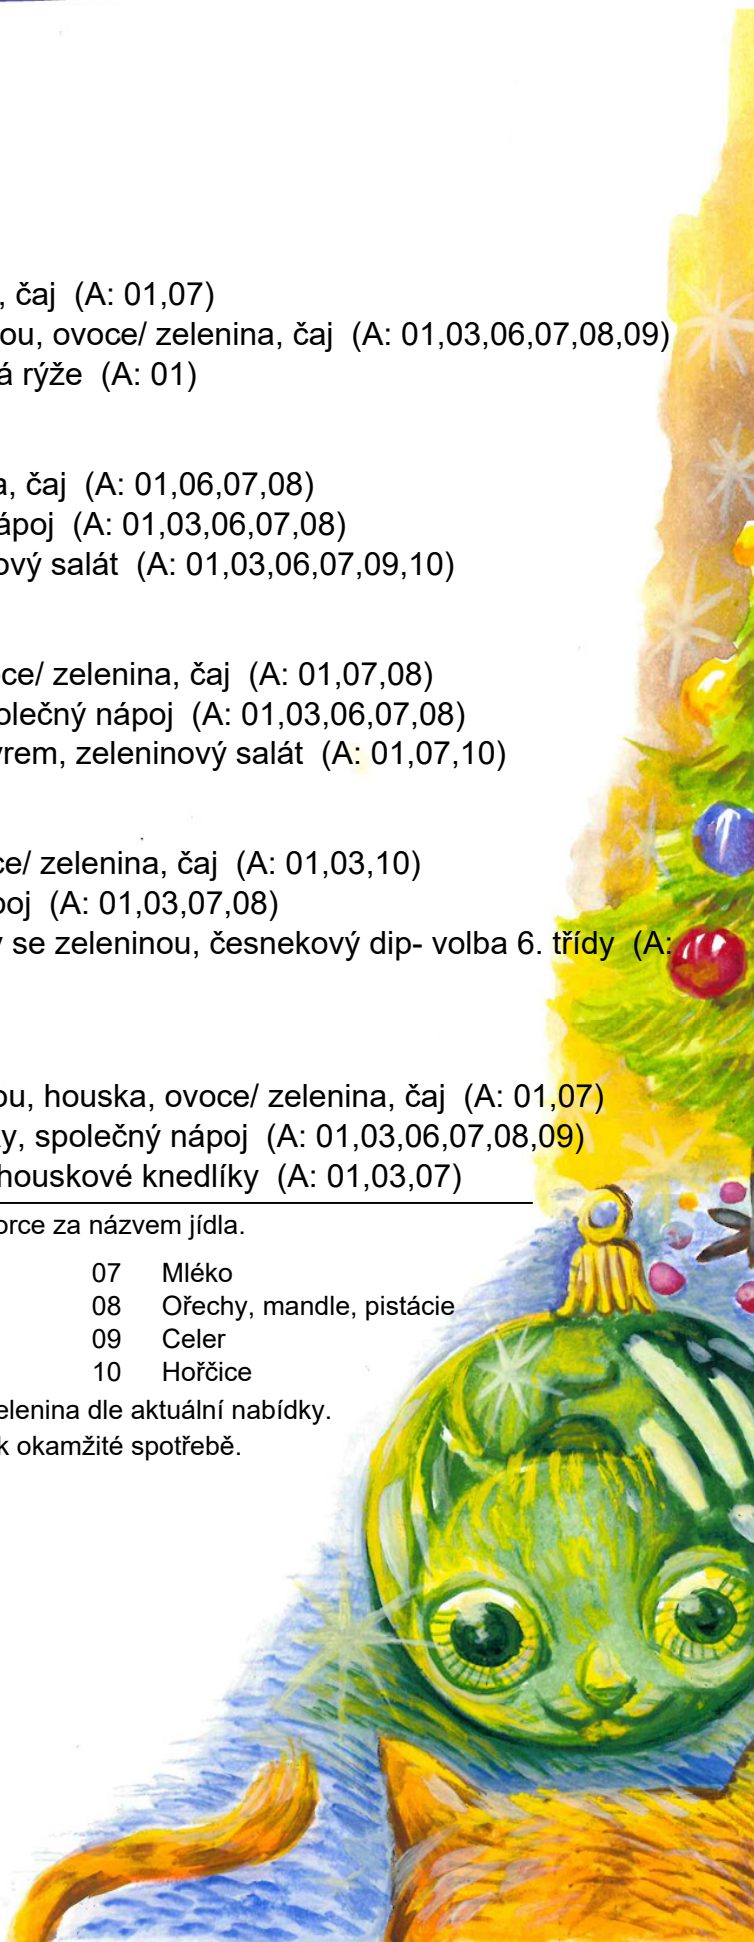 , čaj (A: 01,07)
ou, ovoce/ zelenina, čaj (A: 01,03,06,07,08,09)
á rýže (A: 01)
a, čaj (A: 01,06,07,08)
ápoj (A: 01,03,06,07,08)
ový salát (A: 01,03,06,07,09,10)
ce/ zelenina, čaj (A: 01,07,08)
olečný nápoj (A: 01,03,06,07,08)
rem, zeleninový salát (A: 01,07,10)
ce/ zelenina, čaj (A: 01,03,10)
poj (A: 01,03,07,08)
y se zeleninou, česnekový dip- volba 6. třídy (A:
ou, houska, ovoce/ zelenina, čaj (A: 01,07)
y, společný nápoj (A: 01,03,06,07,08,09)
houskové knedlíky (A: 01,03,07)
orce za názvem jídla.
07 Mléko
08 Ořechy, mandle, pistácie
09 Celer
10 Hořčice
elenina dle aktuální nabídky.
k okamžité spotřebě.